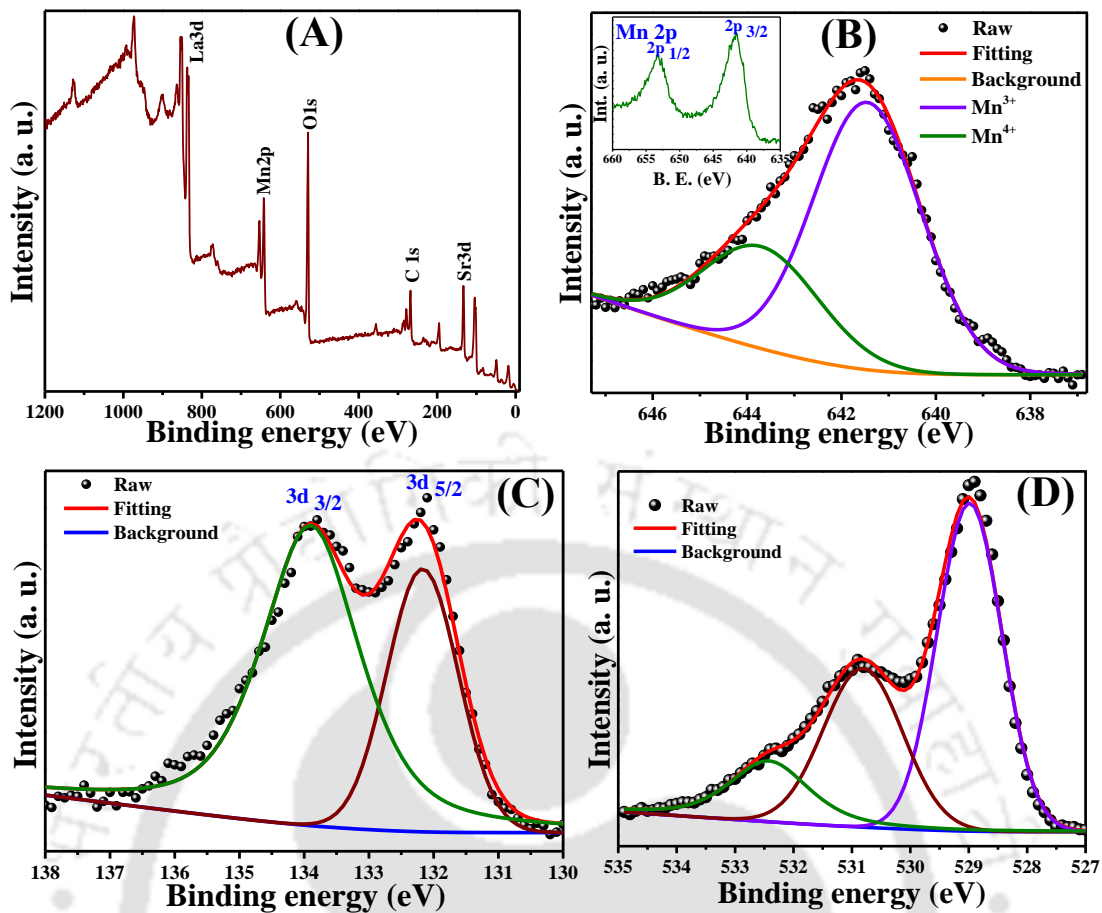 (A)
La3d
Mn2p
O1s
C 1s
Sr3d
Intensity (a. u.)
1200 1000 800 600 400 200 0
Binding energy (eV)
(B)
Mn 2p
2p 1/2
2p 3/2
Int. (a. u.)
660 655 650 645 640 635
B. E. (eV)
Raw
Fitting
Background
Mn3+
Mn4+
Intensity (a. u.)
646 644 642 640 638
Binding energy (eV)
(C)
Raw
Fitting
Background
3d 3/2
3d 5/2
Intensity (a. u.)
138 137 136 135 134 133 132 131 130
Binding energy (eV)
(D)
Raw
Fitting
Background
Intensity (a. u.)
535 534 533 532 531 530 529 528 527
Binding energy (eV)